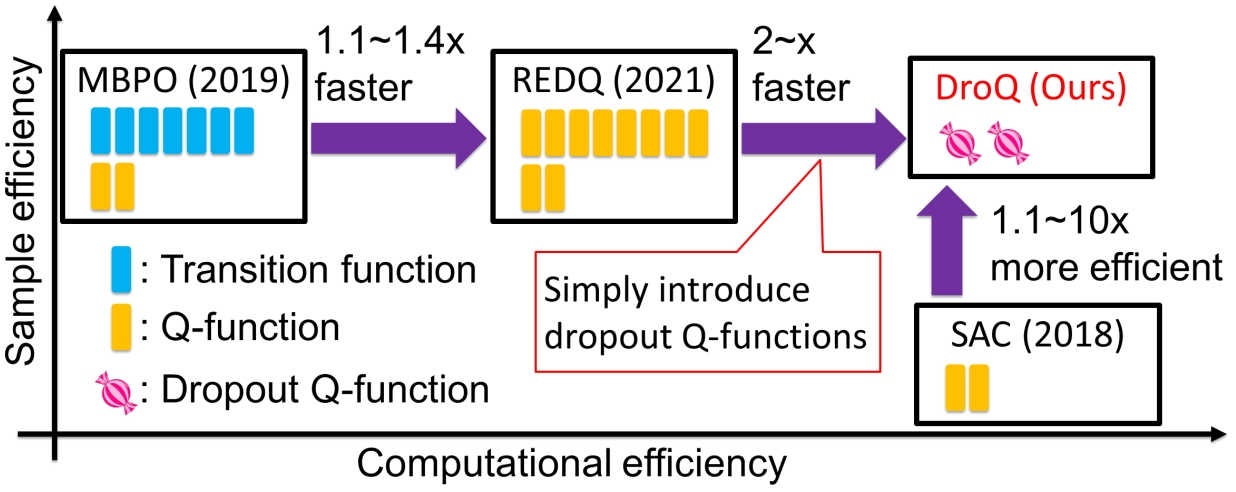 Sample efficiency
MBPO (2019)
1.1~1.4x
faster
REDQ (2021)
2~x
faster
DroQ (Ours)
: Transition function
: Q-function
: Dropout Q-function
Simply introduce
dropout Q-functions
1.1~10x
more efficient
SAC (2018)
Computational efficiency